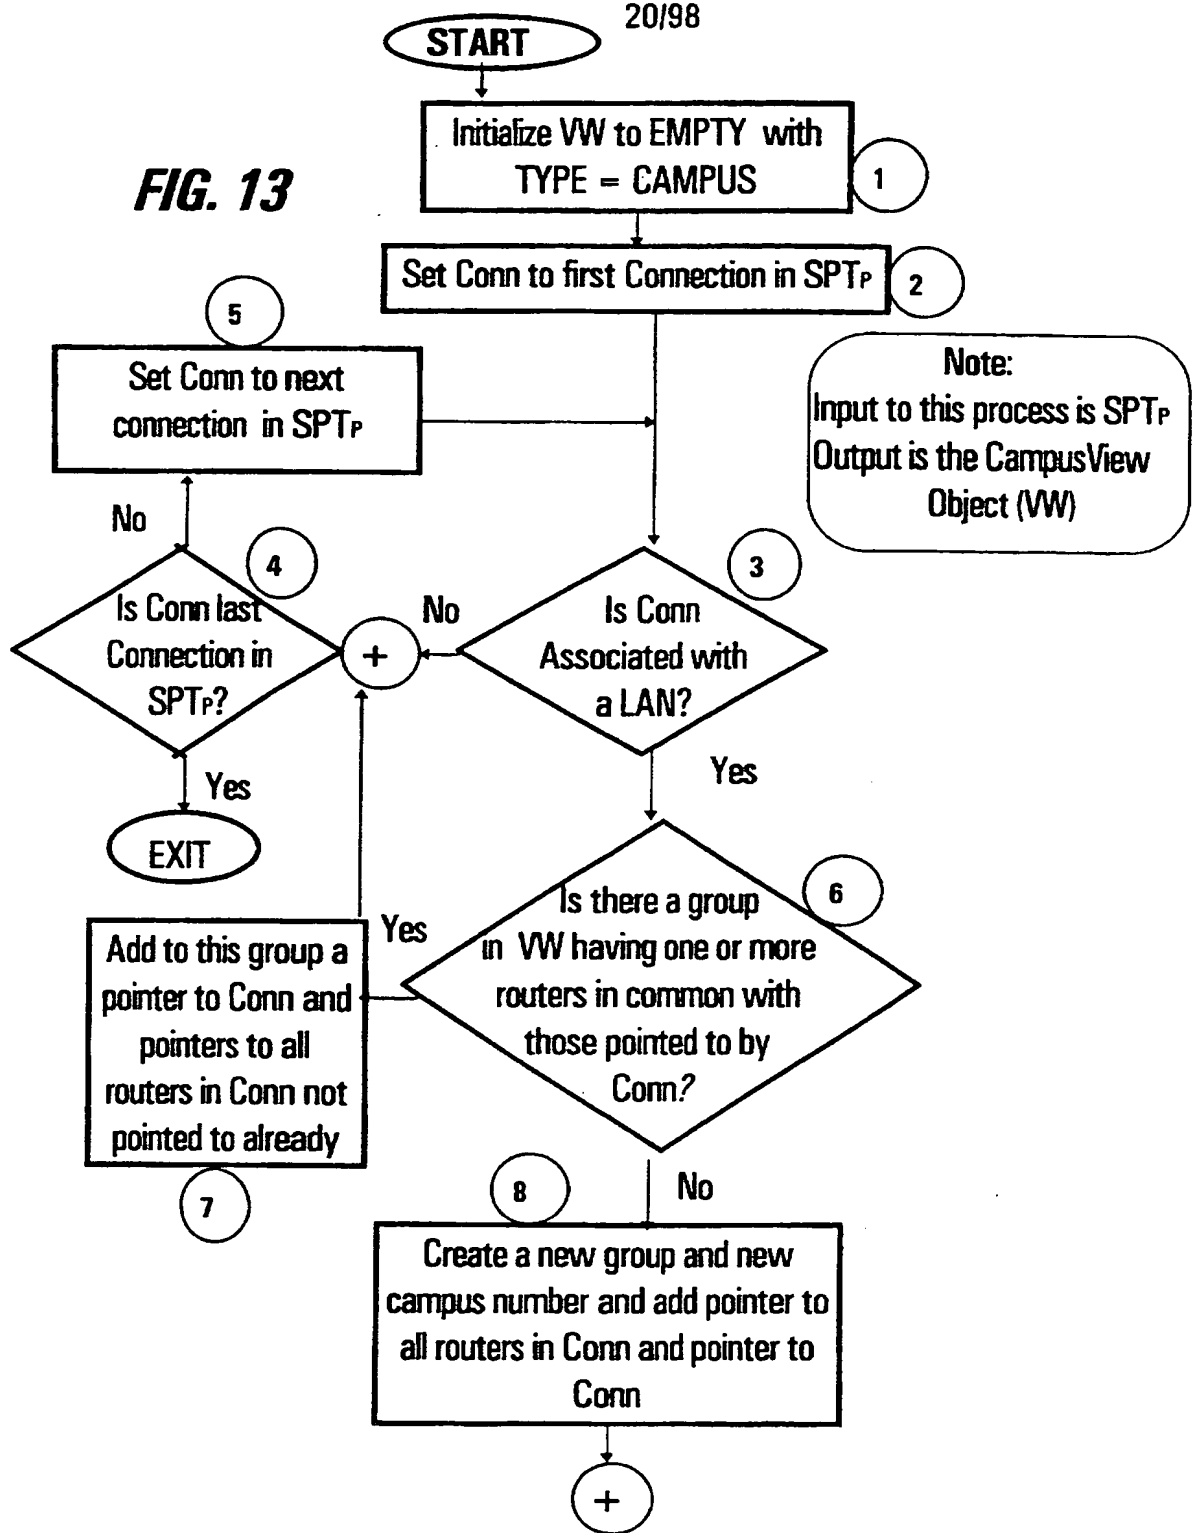 20/98
START
Initialize VW to EMPTY with
TYPE = CAMPUS
1
FIG. 13
Set Conn to first Connection in SPTP
2
5
Set Conn to next
connection in SPTP
Note:
Input to this process is SPTP
Output is the CampusView
Object (VW)
No
4
Is Conn last
Connection in
SPTP?
+
No
3
Is Conn
Associated with
a LAN?
Yes
EXIT
Yes
6
Is there a group
in VW having one or more
routers in common with
those pointed to by
Conn?
Yes
Add to this group a
pointer to Conn and
pointers to all
routers in Conn not
pointed to already
7
No
8
Create a new group and new
campus number and add pointer to
all routers in Conn and pointer to
Conn
+